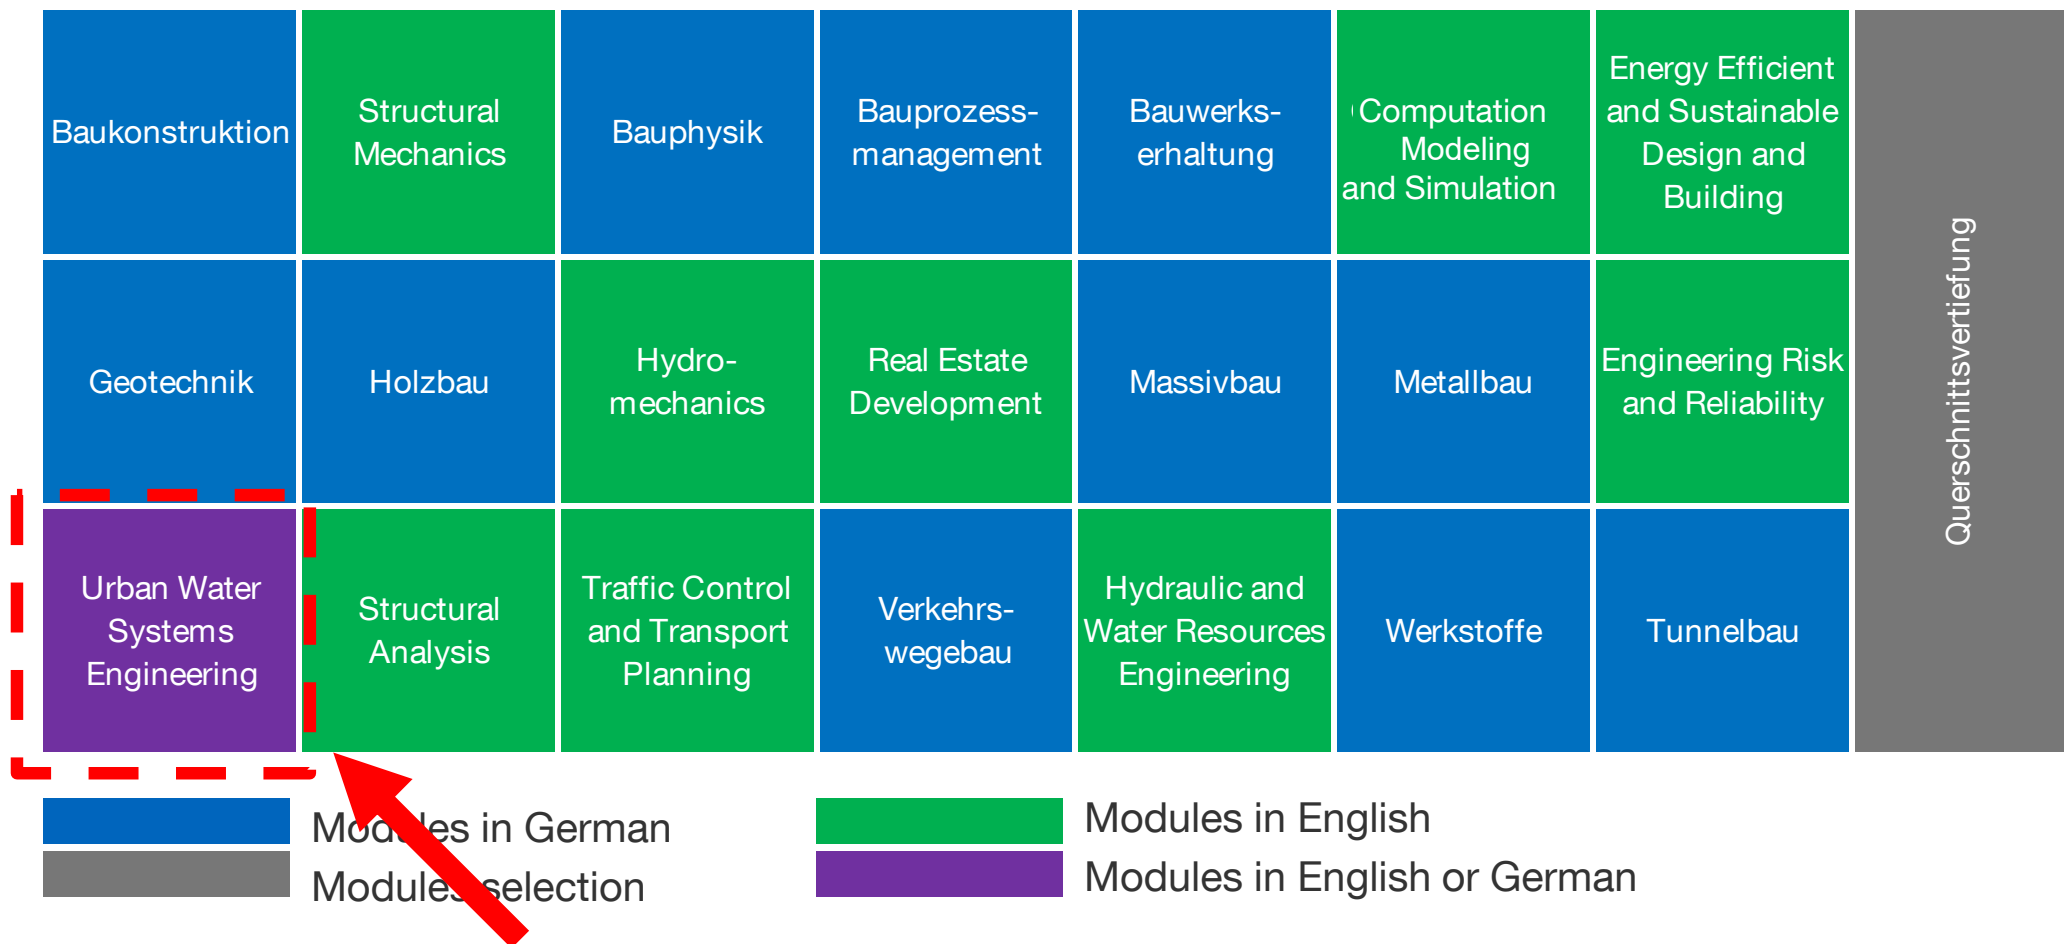 Baukonstruktion
Structural
Mechanics
Bauphysik
Bauprozess-
management
Bauwerks-
erhaltung
Computation
Modeling
and Simulation
Energy Efficient
and Sustainable
Design and
Building
Querschnittsvertiefung
Geotechnik
Holzbau
Hydro-
mechanics
Real Estate
Development
Massivbau
Metallbau
Engineering Risk
and Reliability
Urban Water
Systems
Engineering
Structural
Analysis
Traffic Control
and Transport
Planning
Verkehrs-
wegebau
Hydraulic and
Water Resources
Engineering
Werkstoffe
Tunnelbau
Modules in German
Modules in English
Modules selection
Modules in English or German